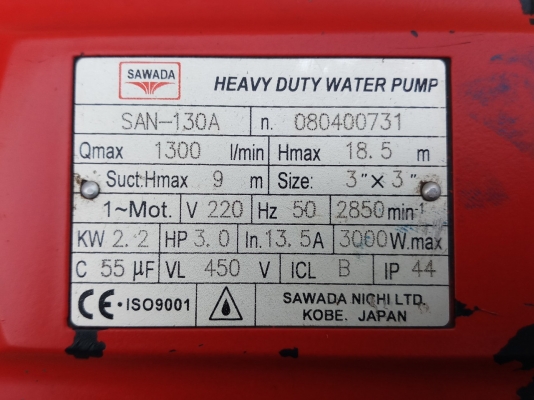 SAWADA
HEAVY DUTY WATER PUMP
SAN-130A n. 080400731
Qmax 1300 l/min Hmax 18.5 m
Suct.Hmax 9 m Size: 3"×3"
1~Mot. V 220 Hz 50 2850 min⁻¹
KW 2.2 HP 3.0 In.13.5A 3000W.max
C 55 µF VL 450 V ICL B IP 44
CE·ISO9001
SAWADA NICHI LTD.
KOBE. JAPAN